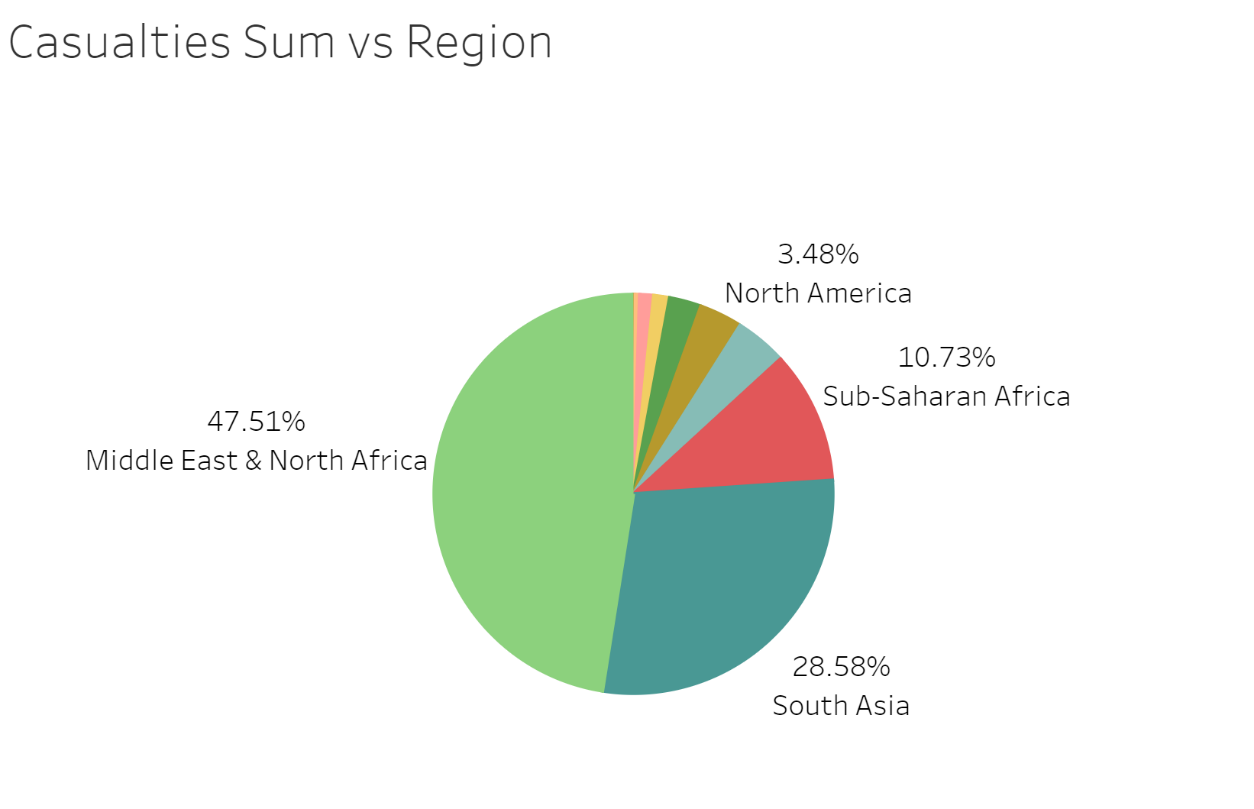 Casualties Sum vs Region
3.48%
North America
10.73%
Sub-Saharan Africa
47.51%
Middle East & North Africa
28.58%
South Asia